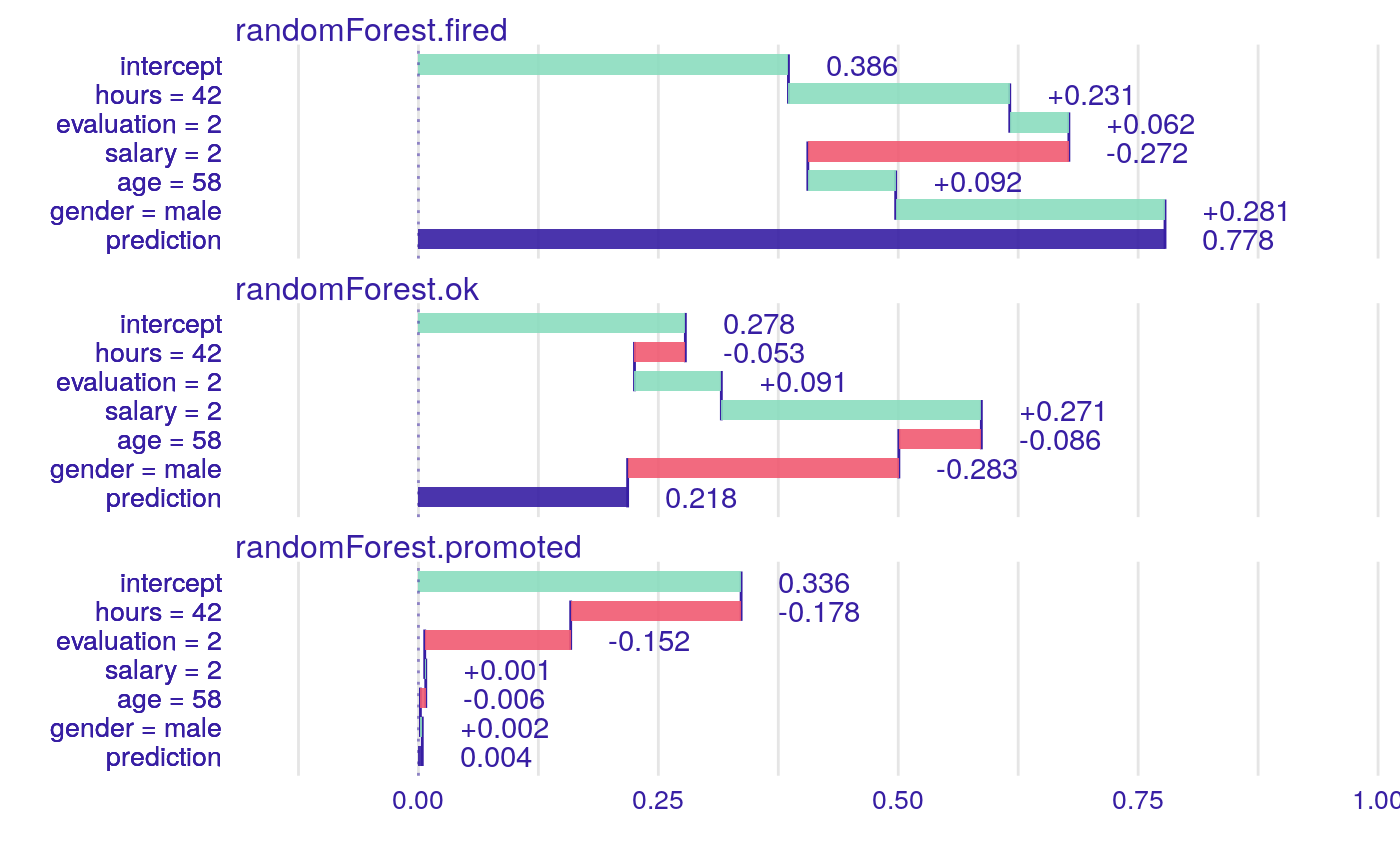 randomForest.fired
intercept 0.386
hours = 42 +0.231
evaluation = 2 +0.062
salary = 2 -0.272
age = 58 +0.092
gender = male +0.281
prediction 0.778
randomForest.ok
intercept 0.278
hours = 42 -0.053
evaluation = 2 +0.091
salary = 2 +0.271
age = 58 -0.086
gender = male -0.283
prediction 0.218
randomForest.promoted
intercept 0.336
hours = 42 -0.178
evaluation = 2 -0.152
salary = 2 +0.001
age = 58 -0.006
gender = male +0.002
prediction 0.004
0.00 0.25 0.50 0.75 1.00